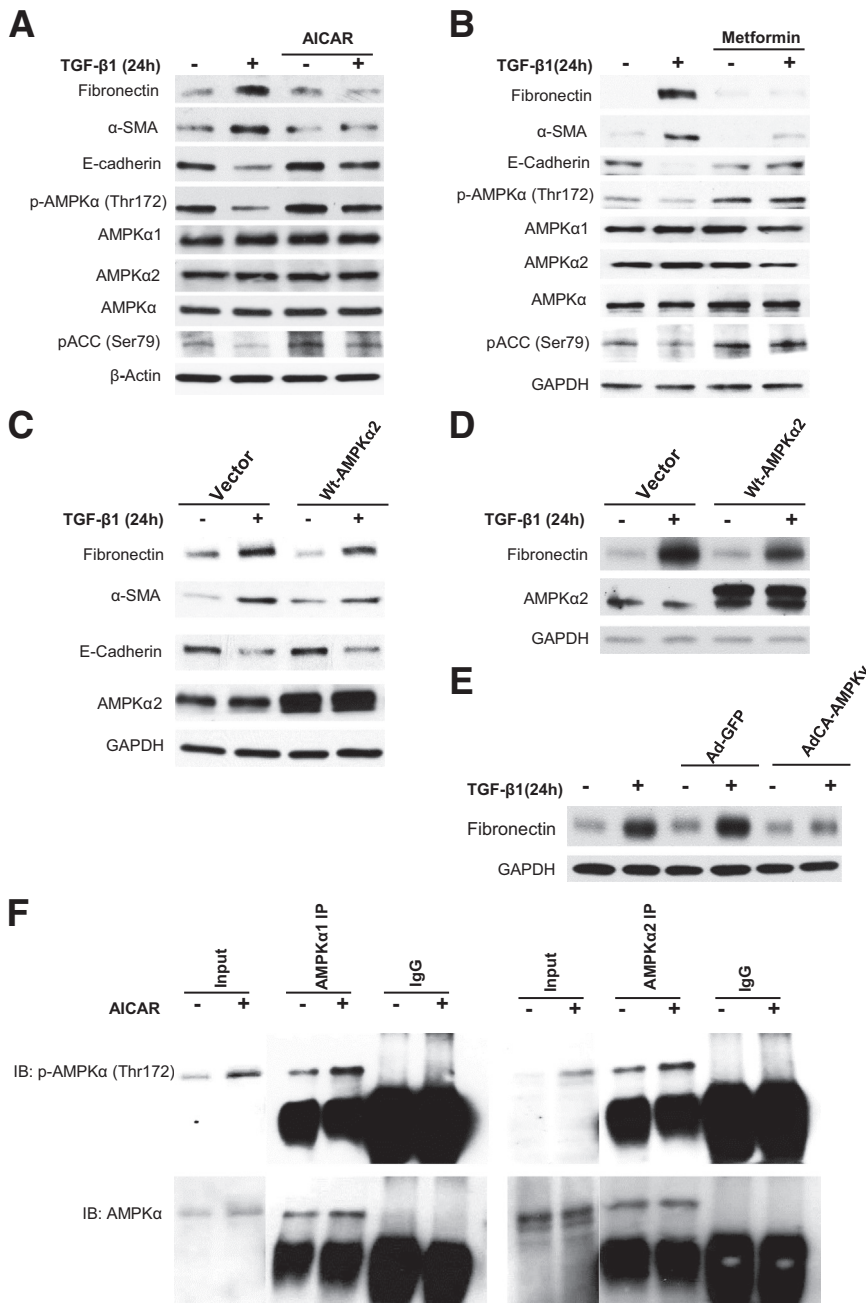 A
AICAR
TGF-β1 (24h) - + - +
Fibronectin
α-SMA
E-cadherin
p-AMPKα (Thr172)
AMPKα1
AMPKα2
AMPKα
pACC (Ser79)
β-Actin
B
Metformin
TGF-β1(24h) - + - +
Fibronectin
α-SMA
E-Cadherin
p-AMPKα (Thr172)
AMPKα1
AMPKα2
AMPKα
pACC (Ser79)
GAPDH
C
Vector Wt-AMPKα2
TGF-β1 (24h) - + - +
Fibronectin
α-SMA
E-Cadherin
AMPKα2
GAPDH
D
Vector Wt-AMPKα2
TGF-β1 (24h) - + - +
Fibronectin
AMPKα2
GAPDH
E
Ad-GFP AdCA-AMPKγ
TGF-β1(24h) - + - + - +
Fibronectin
GAPDH
F
Input AMPKα1 IP IgG Input AMPKα2 IP IgG
AICAR - + - + - + - + - + - +
IB: p-AMPKα (Thr172)
-
IB: AMPKα